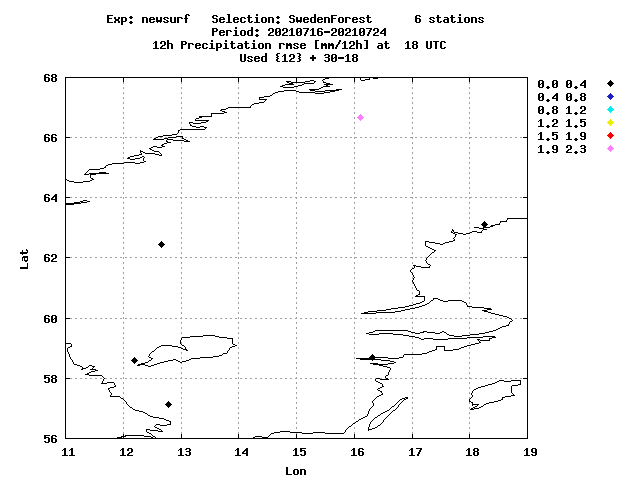 Exp: newsurf   Selection: SwedenForest      6 stations
Period: 20210716-20210724
12h Precipitation rmse [mm/12h] at  18 UTC
Used {12} + 30-18
68
66
64
62
60
58
56
Lat
11 12 13 14 15 16 17 18 19
Lon
0.0 0.4
0.4 0.8
0.8 1.2
1.2 1.5
1.5 1.9
1.9 2.3